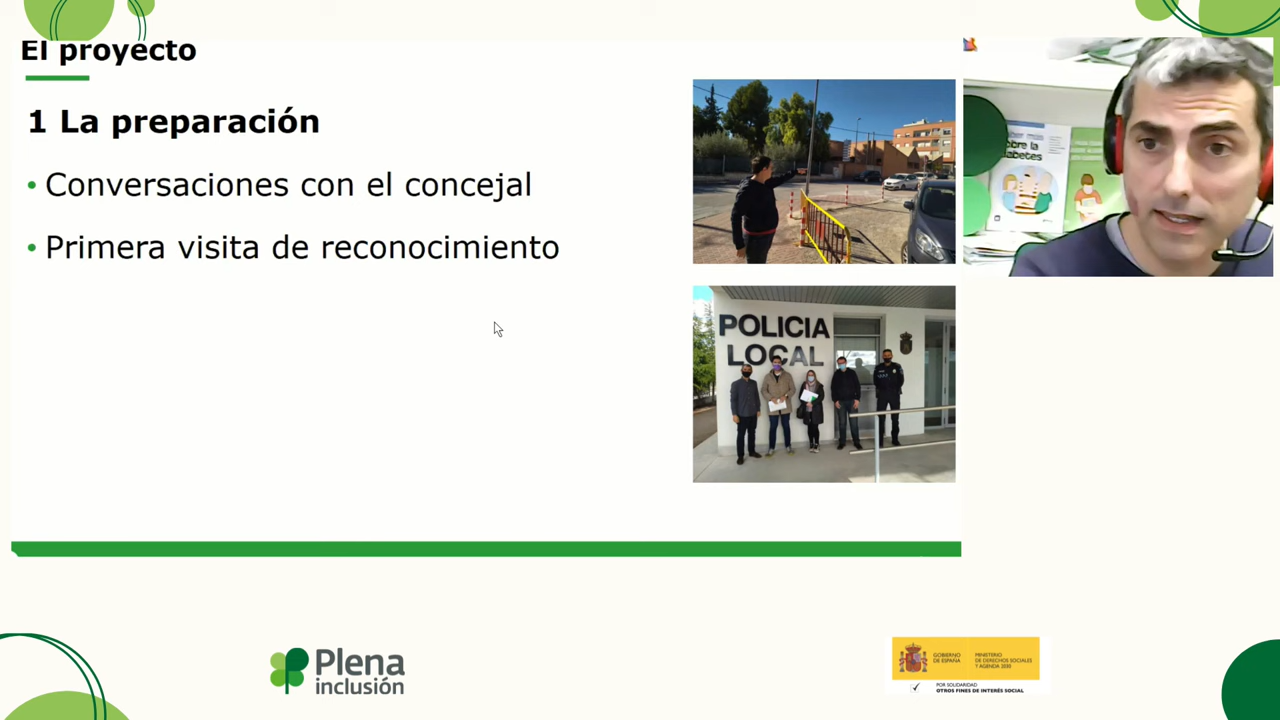 El proyecto
1 La preparación
• Conversaciones con el concejal
• Primera visita de reconocimiento
POLICIA
LOCAL
Plena
inclusión
GOBIERNO
DE ESPAÑA
MINISTERIO
DE DERECHOS SOCIALES
Y AGENDA 2030
POR SOLIDARIDAD
OTROS FINES DE INTERÉS SOCIAL